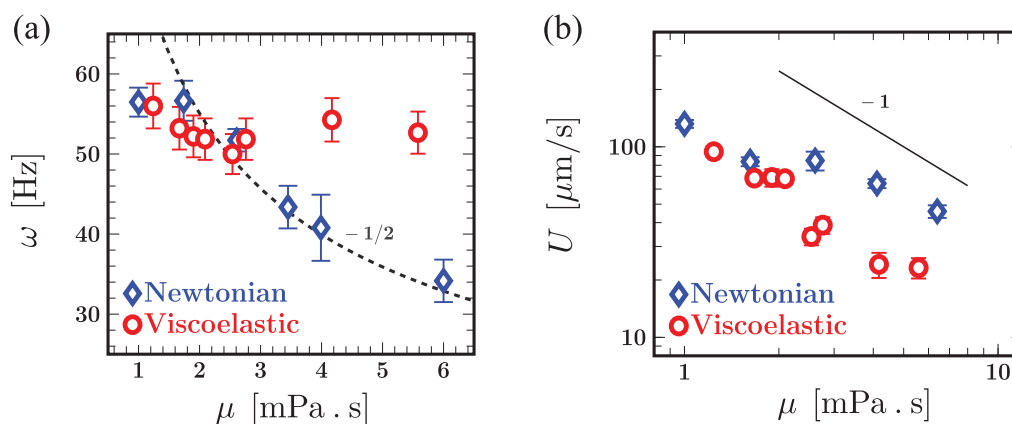 (a)
60
50
40
30
ω [Hz]
− 1/2
Newtonian
Viscoelastic
1 2 3 4 5 6
μ [mPa . s]
(b)
100
10
U [μm/s]
−1
Newtonian
Viscoelastic
1 10
μ [mPa . s]